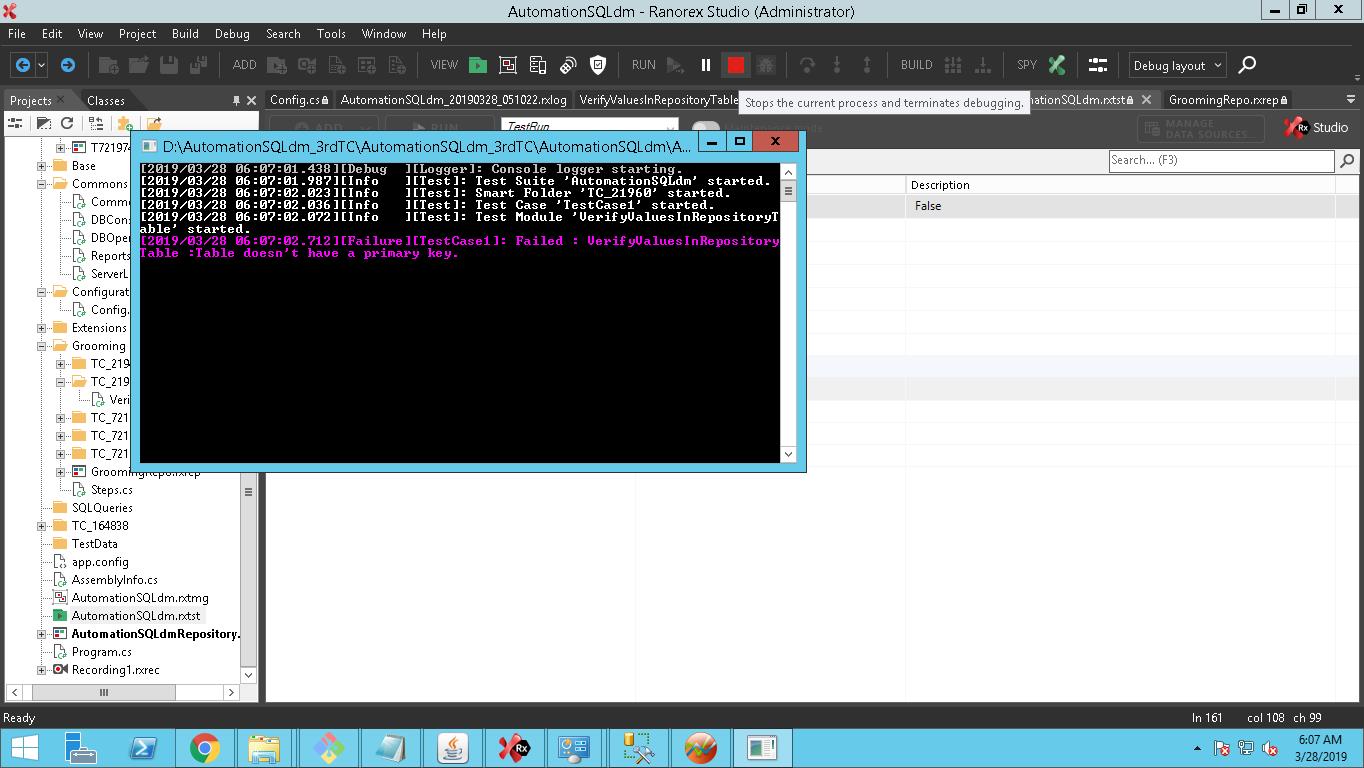 AutomationSQLdm - Ranorex Studio (Administrator)
File Edit View Project Build Debug Search Tools Window Help
ADD VIEW RUN BUILD SPY Debug layout
Projects Classes Config.cs AutomationSQLdm_20190328_051022.rxlog VerifyValuesInRepositoryTable
Stops the current process and terminates debugging.
mationSQLdm.rxtst GroomingRepo.rxrep
ADD RUN TestRun
MANAGE
DATA SOURCES...
Rx Studio
D:\AutomationSQLdm_3rdTC\AutomationSQLdm_3rdTC\AutomationSQLdm\A...
[2019/03/28 06:07:01.438][Debug ][Logger]: Console logger starting.
[2019/03/28 06:07:01.987][Info ][Test]: Test Suite 'AutomationSQLdm' started.
[2019/03/28 06:07:02.023][Info ][Test]: Smart Folder 'TC_21960' started.
[2019/03/28 06:07:02.036][Info ][Test]: Test Case 'TestCase1' started.
[2019/03/28 06:07:02.072][Info ][Test]: Test Module 'VerifyValuesInRepositoryT
able' started.
[2019/03/28 06:07:02.712][Failure][TestCase1]: Failed : VerifyValuesInRepository
Table :Table doesn't have a primary key.
Search... (F3)
Description
False
T72197
Base
Commons
Comm
DBCon
DBOper
Reports
ServerL
Configurat
Config.
Extensions
Grooming
TC_219
TC_219
Veri
TC_721
TC_721
TC_721
GroomingRepo.rxrep
Steps.cs
SQLQueries
TC_164838
TestData
app.config
AssemblyInfo.cs
AutomationSQLdm.rxtmg
AutomationSQLdm.rxtst
AutomationSQLdmRepository.
Program.cs
Recording1.rxrec
Ready Ln 161 col 108 ch 99
Rx
6:07 AM
3/28/2019